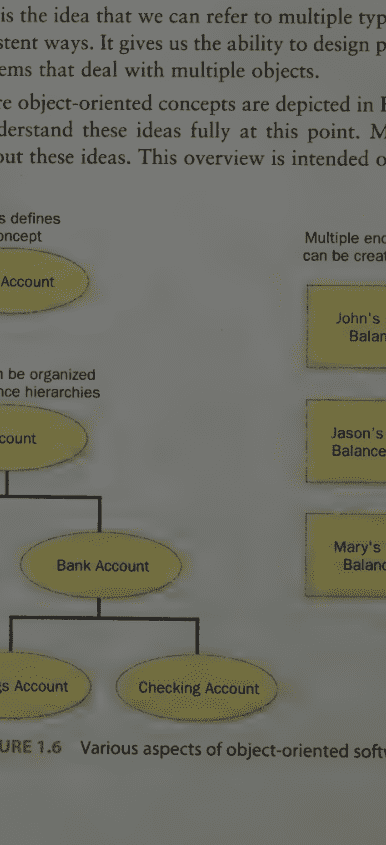 is the idea that we can refer to multiple typ
stent ways. It gives us the ability to design p
ems that deal with multiple objects.
re object-oriented concepts are depicted in F
derstand these ideas fully at this point. M
out these ideas. This overview is intended o
s defines
oncept
Account
n be organized
nce hierarchies
count
Bank Account
gs Account
Checking Account
Multiple enc
can be creat
John's
Balan
Jason's
Balance
Mary's
Balanc
URE 1.6 Various aspects of object-oriented softw